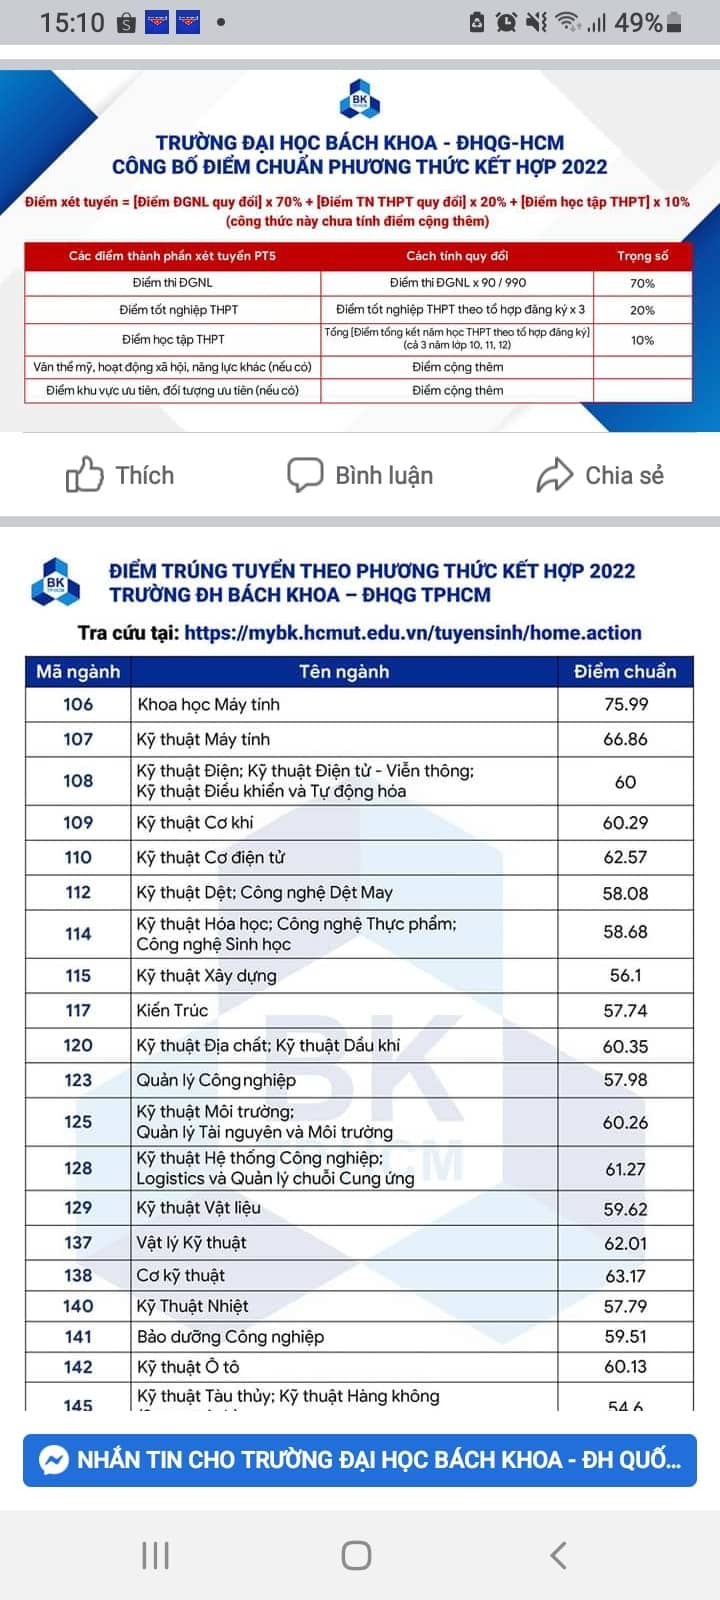 15:10
49%
BK
TPHCM
TRƯỜNG ĐẠI HỌC BÁCH KHOA - ĐHQG-HCM
CÔNG BỐ ĐIỂM CHUẨN PHƯƠNG THỨC KẾT HỢP 2022
Điểm xét tuyển = [Điểm ĐGNL quy đổi] x 70% + [Điểm TN THPT quy đổi] x 20% + [Điểm học tập THPT] x 10%
(công thức này chưa tính điểm cộng thêm)
Các điểm thành phần xét tuyển PT5 Cách tính quy đổi Trọng số
Điểm thi ĐGNL Điểm thi ĐGNL x 90 / 990 70%
Điểm tốt nghiệp THPT Điểm tốt nghiệp THPT theo tổ hợp đăng ký x 3 20%
Điểm học tập THPT Tổng [Điểm tổng kết năm học THPT theo tổ hợp đăng ký] 10%
(cả 3 năm lớp 10, 11, 12)
Văn thể mỹ, hoạt động xã hội, năng lực khác (nếu có) Điểm cộng thêm
Điểm khu vực ưu tiên, đối tượng ưu tiên (nếu có) Điểm cộng thêm
Thích Bình luận Chia sẻ
BK
TPHCM
ĐIỂM TRÚNG TUYỂN THEO PHƯƠNG THỨC KẾT HỢP 2022
TRƯỜNG ĐH BÁCH KHOA – ĐHQG TPHCM
Tra cứu tại: https://mybk.hcmut.edu.vn/tuyensinh/home.action
Mã ngành Tên ngành Điểm chuẩn
106 Khoa học Máy tính 75.99
107 Kỹ thuật Máy tính 66.86
108 Kỹ thuật Điện; Kỹ thuật Điện tử - Viễn thông; 60
Kỹ thuật Điều khiển và Tự động hóa
109 Kỹ thuật Cơ khí 60.29
110 Kỹ thuật Cơ điện tử 62.57
112 Kỹ thuật Dệt; Công nghệ Dệt May 58.08
114 Kỹ thuật Hóa học; Công nghệ Thực phẩm; 58.68
Công nghệ Sinh học
115 Kỹ thuật Xây dựng 56.1
117 Kiến Trúc 57.74
120 Kỹ thuật Địa chất; Kỹ thuật Dầu khí 60.35
123 Quản lý Công nghiệp 57.98
125 Kỹ thuật Môi trường; 60.26
Quản lý Tài nguyên và Môi trường
128 Kỹ thuật Hệ thống Công nghiệp; 61.27
Logistics và Quản lý chuỗi Cung ứng
129 Kỹ thuật Vật liệu 59.62
137 Vật lý Kỹ thuật 62.01
138 Cơ kỹ thuật 63.17
140 Kỹ Thuật Nhiệt 57.79
141 Bảo dưỡng Công nghiệp 59.51
142 Kỹ thuật Ô tô 60.13
145 Kỹ thuật Tàu thủy; Kỹ thuật Hàng không 54.6
NHẮN TIN CHO TRƯỜNG ĐẠI HỌC BÁCH KHOA - ĐH QUỐ...